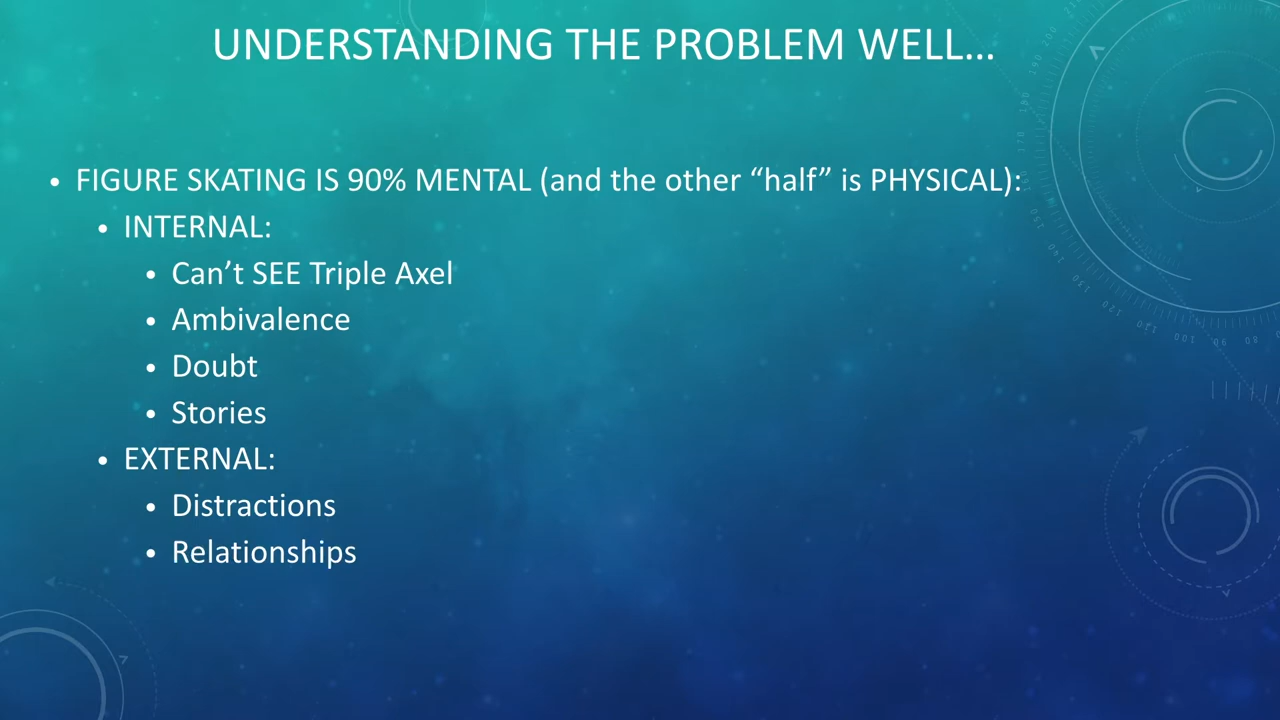 UNDERSTANDING THE PROBLEM WELL...
• FIGURE SKATING IS 90% MENTAL (and the other “half” is PHYSICAL):
• INTERNAL:
• Can’t SEE Triple Axel
• Ambivalence
• Doubt
• Stories
• EXTERNAL:
• Distractions
• Relationships